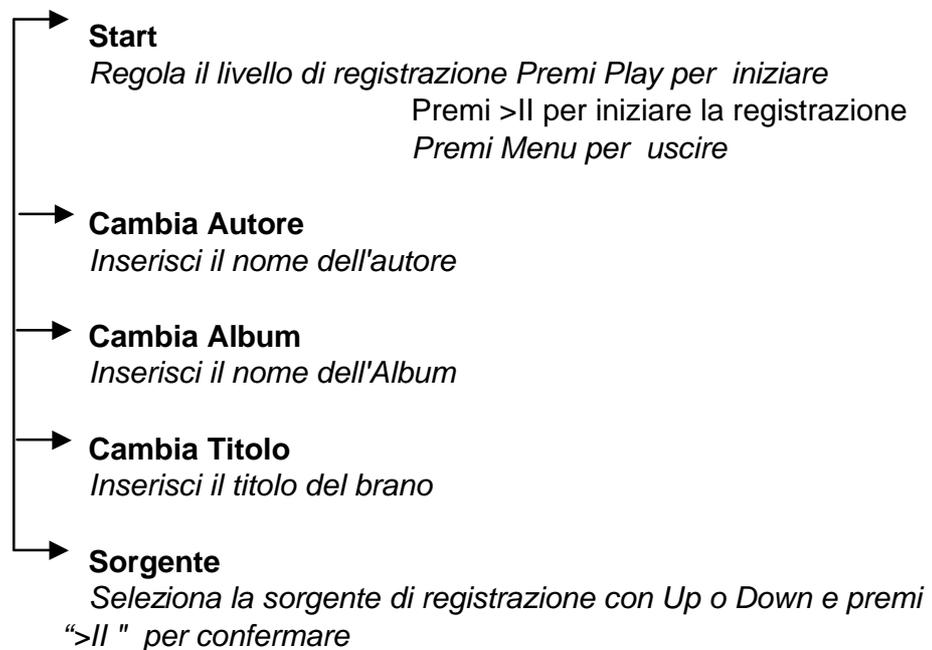 Start
Regola il livello di registrazione Premi Play per  iniziare
Premi >II per iniziare la registrazione
Premi Menu per  uscire
Cambia Autore
Inserisci il nome dell'autore
Cambia Album
Inserisci il nome dell'Album
Cambia Titolo
Inserisci il titolo del brano
Sorgente
Seleziona la sorgente di registrazione con Up o Down e premi
“>II "  per confermare